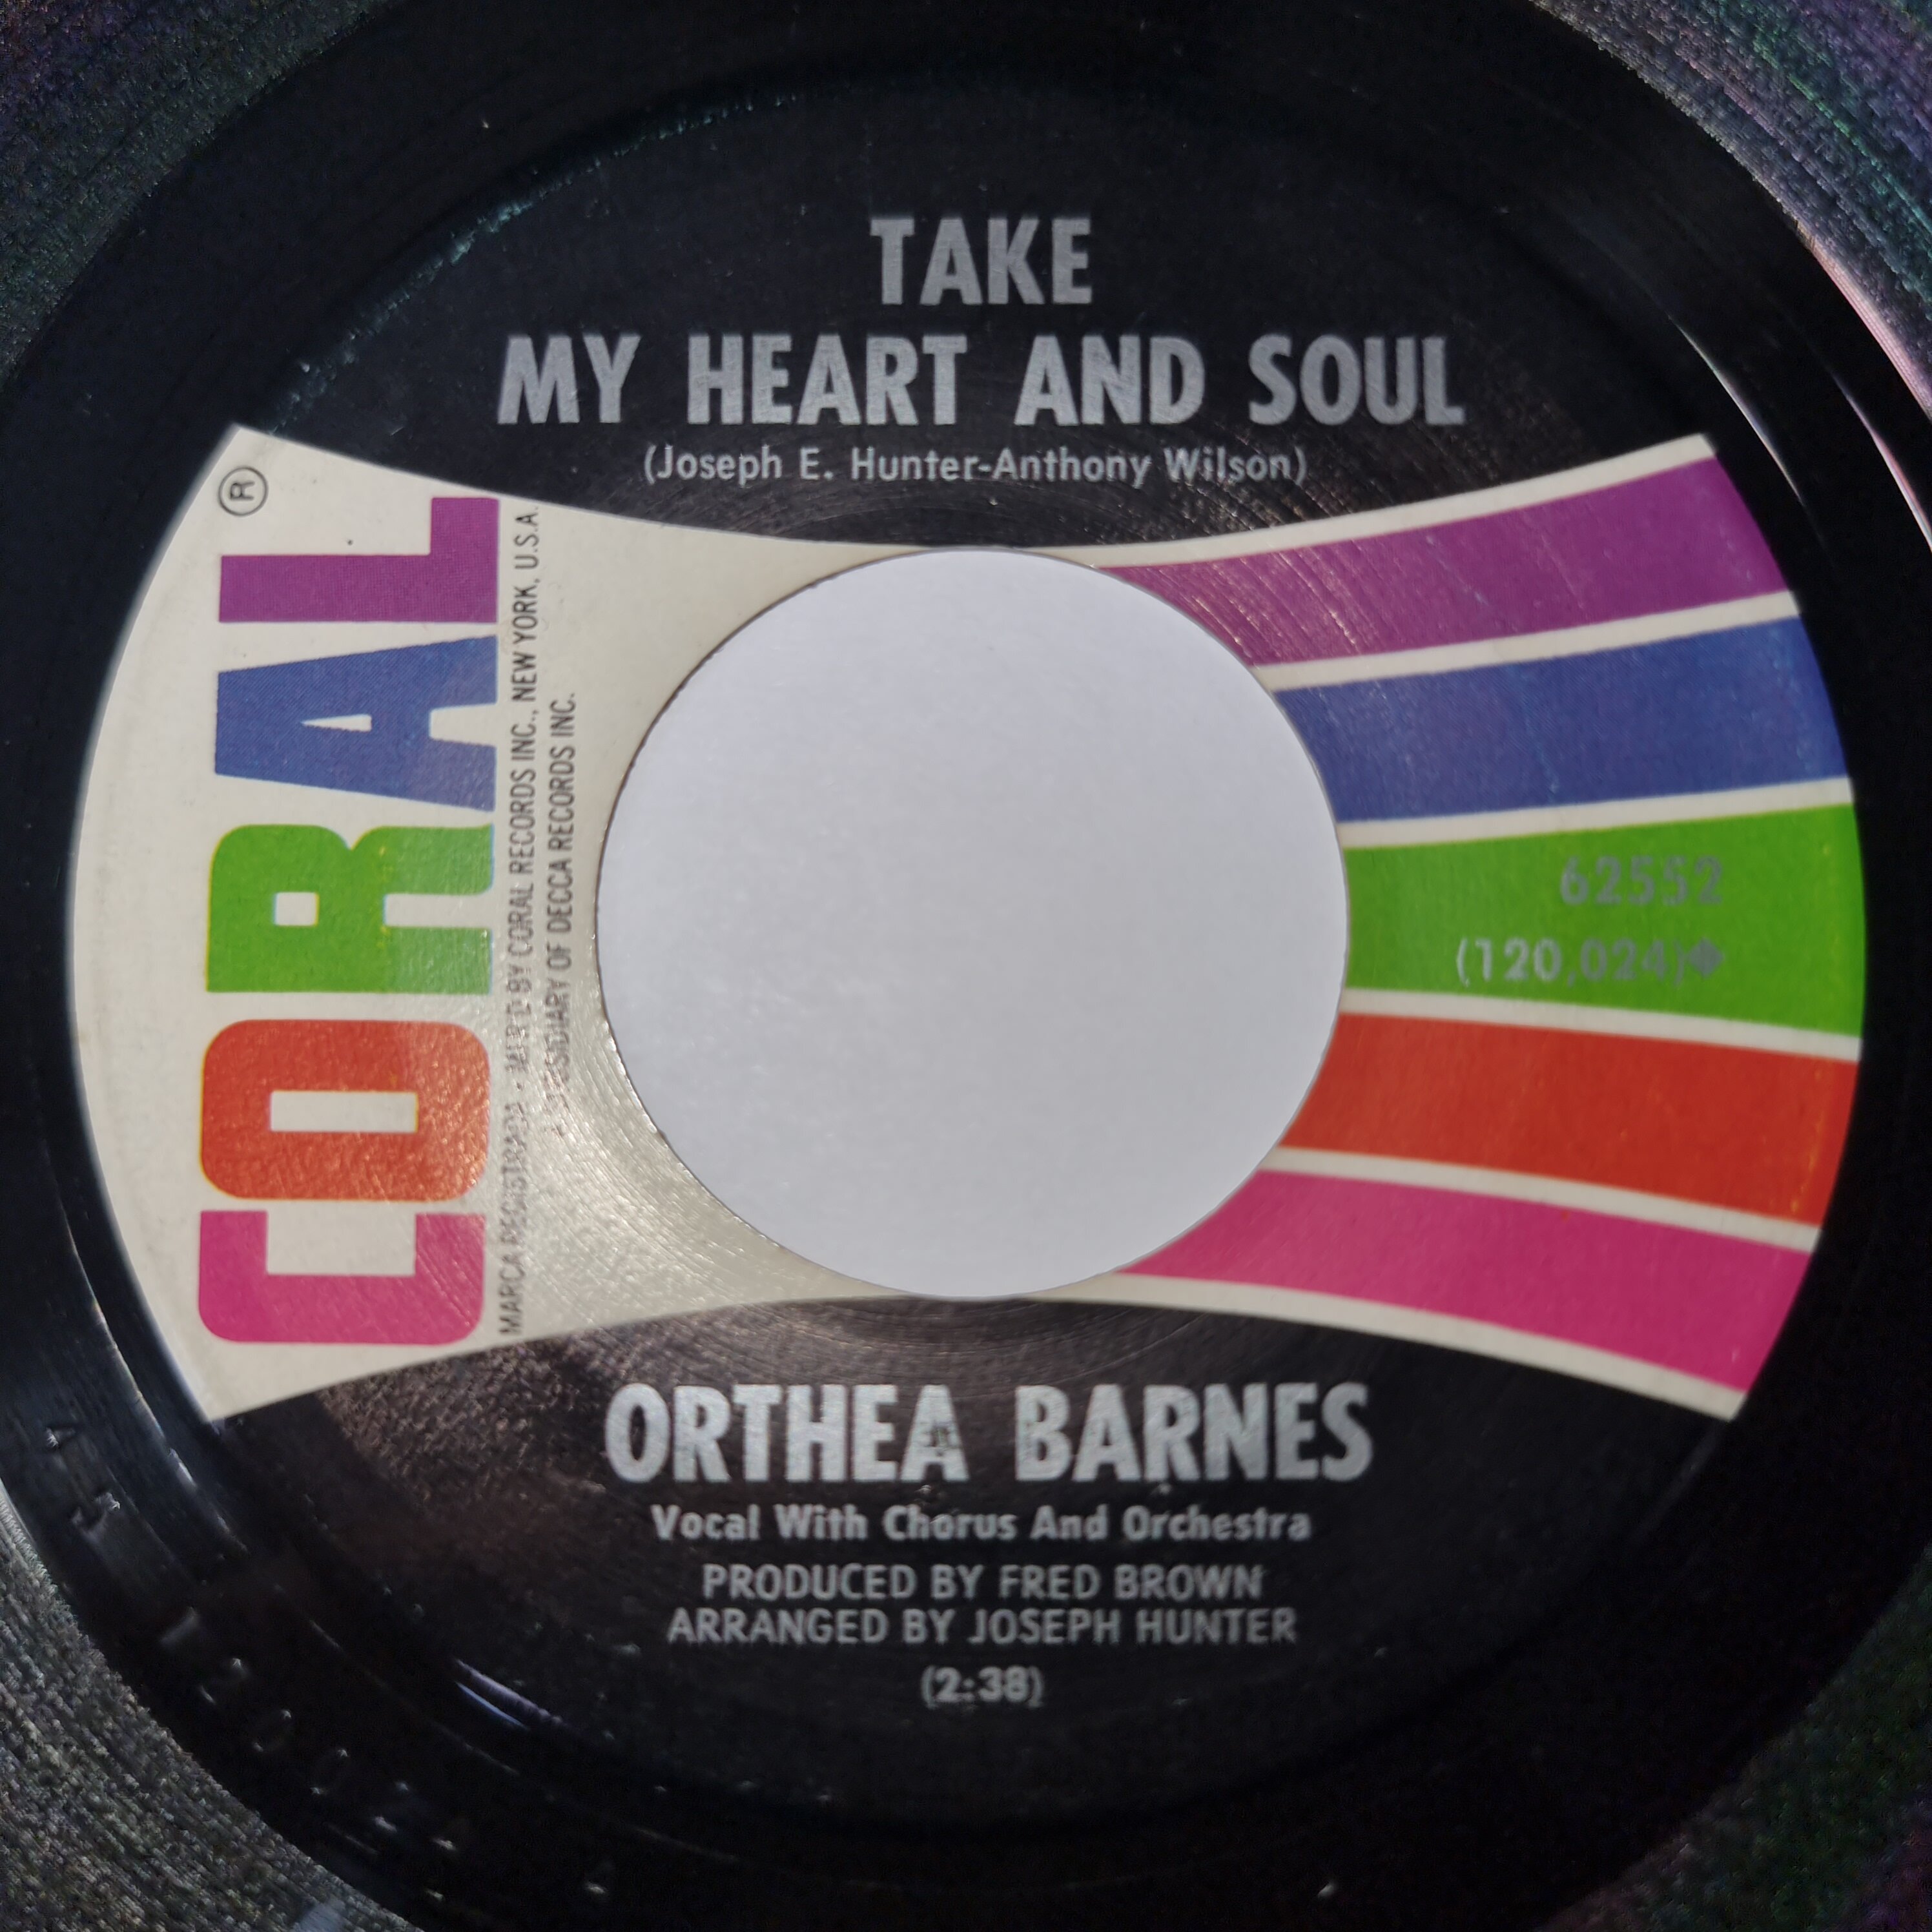 TAKE
MY HEART AND SOUL
(Joseph E. Hunter-Anthony Wilson)
®
CORAL
MARCA REGISTRADA · MFR'D BY CORAL RECORDS INC., NEW YORK, U.S.A.
SUBSIDIARY OF DECCA RECORDS INC.
62552
(120,024)◆
ORTHEA BARNES
Vocal With Chorus And Orchestra
PRODUCED BY FRED BROWN
ARRANGED BY JOSEPH HUNTER
(2:38)